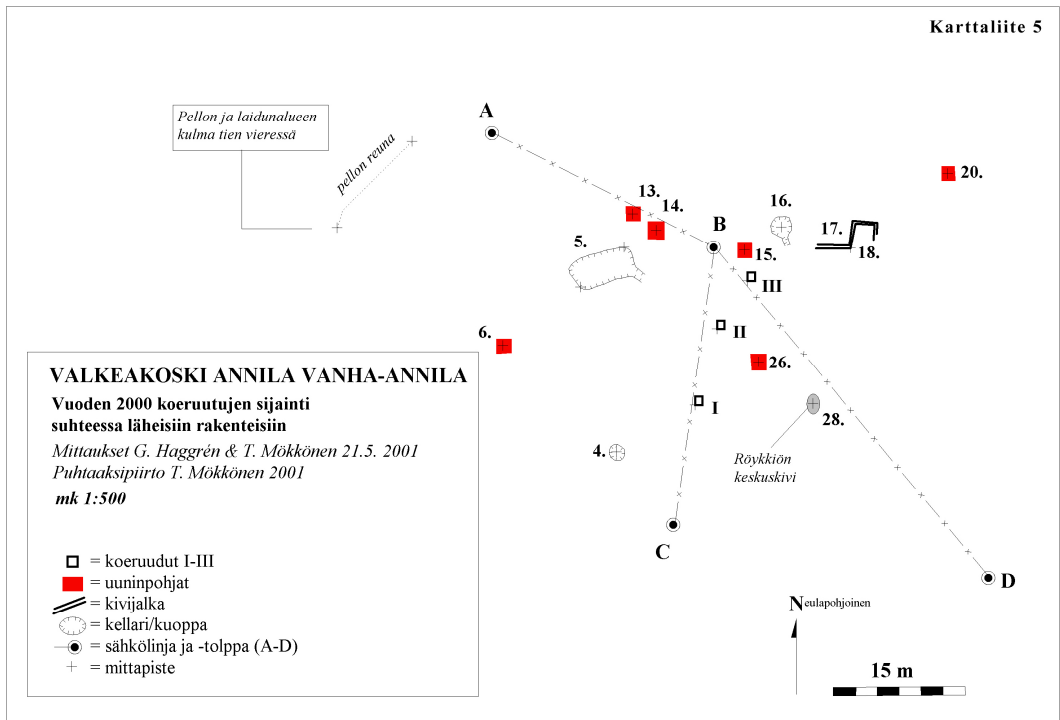 Karttaliite 5
Pellon ja laidunalueen
kulma tien vieressä
pellon reuna
A
13.
14.
B
16.
20.
17.
18.
5.
15.
III
6.
II
26.
I
28.
4.
Röykkiön
keskuskivi
C
D
VALKEAKOSKI ANNILA VANHA-ANNILA
Vuoden 2000 koeruutujen sijainti
suhteessa läheisiin rakenteisiin
Mittaukset G. Haggrén & T. Mökkönen 21.5. 2001
Puhtaaksipiirto T. Mökkönen 2001
mk 1:500
= koeruudut I-III
= uuninpohjat
= kivijalka
= kellari/kuoppa
= sähkölinja ja -tolppa (A-D)
= mittapiste
Neulapohjoinen
15 m